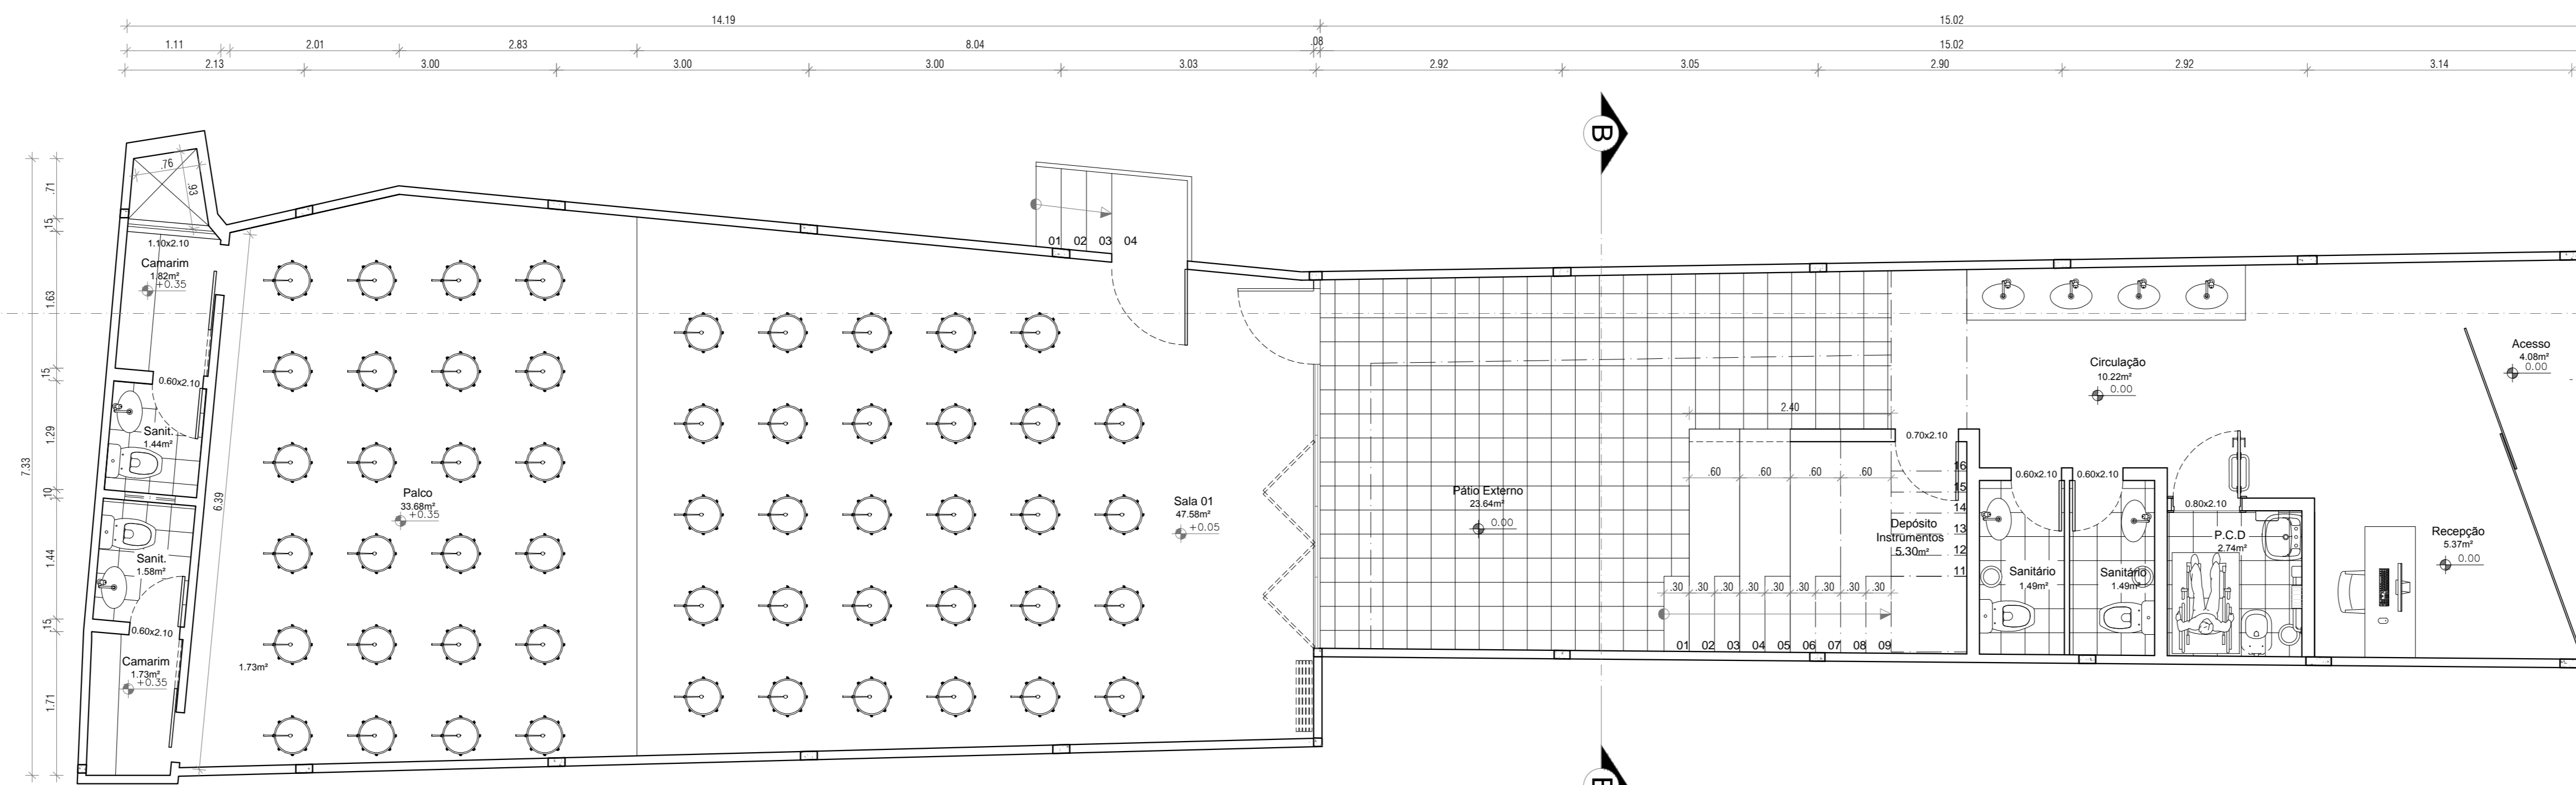 14.19
15.02
1.11
2.01
2.83
8.04
.08
15.02
2.13
3.00
3.00
3.00
3.03
2.92
3.05
2.90
2.92
3.14
B
.76
.93
.71
15
1.63
15
1.29
10
1.44
15
1.71
7.33
6.39
1.10x2.10
Camarim
1.82m²
+0.35
0.60x2.10
Sanit.
1.44m²
Sanit.
1.58m²
0.60x2.10
Camarim
1.73m²
+0.35
1.73m²
Palco
33.68m²
+0.35
01 02 03 04
Sala 01
47.58m²
+0.05
Pátio Externo
23.64m²
0.00
2.40
.60 .60 .60 .60
.30 .30 .30 .30 .30 .30 .30 .30 .30
01 02 03 04 05 06 07 08 09
0.70x2.10
16
15
14
13
12
11
Depósito
Instrumentos
5.30m²
Circulação
10.22m²
0.00
0.60x2.10
0.60x2.10
Sanitário
1.49m²
Sanitário
1.49m²
0.80x2.10
P.C.D
2.74m²
Recepção
5.37m²
0.00
Acesso
4.08m²
0.00